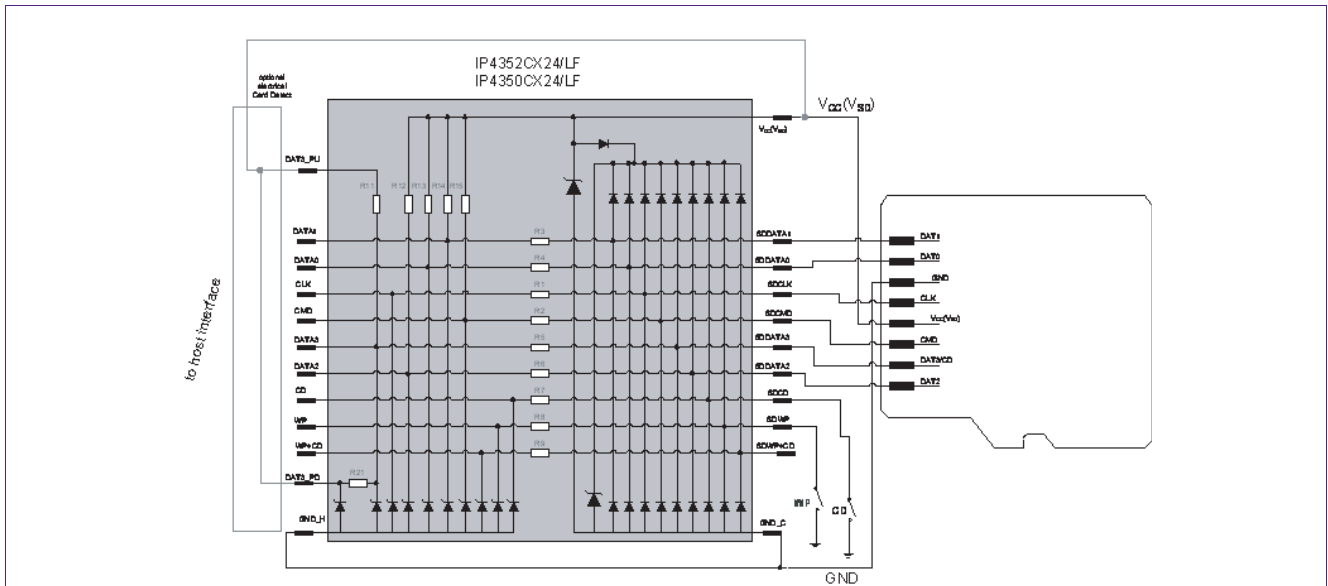 IP4352CX24/LF
IP4350CX24/LF
optional
electrical
Card Detect
VCC(VSD)
VCC(VSD)
DAT3_PU
R11
R12
R13
R14
R15
DATA1
R3
SDDATA1
DAT1
DATA0
R4
SDDATA0
DAT0
GND
CLK
R1
SDCLK
CLK
CMD
R2
SDCMD
VCC(VSD)
CMD
DATA3
R5
SDDATA3
DAT3/CD
DATA2
R6
SDDATA2
DAT2
CD
R7
SDCD
WP
R8
SDWP
WP+CD
R9
SDWP+CD
DAT3_PD
R21
WP
CD
GND_H
GND_C
GND
to host interface